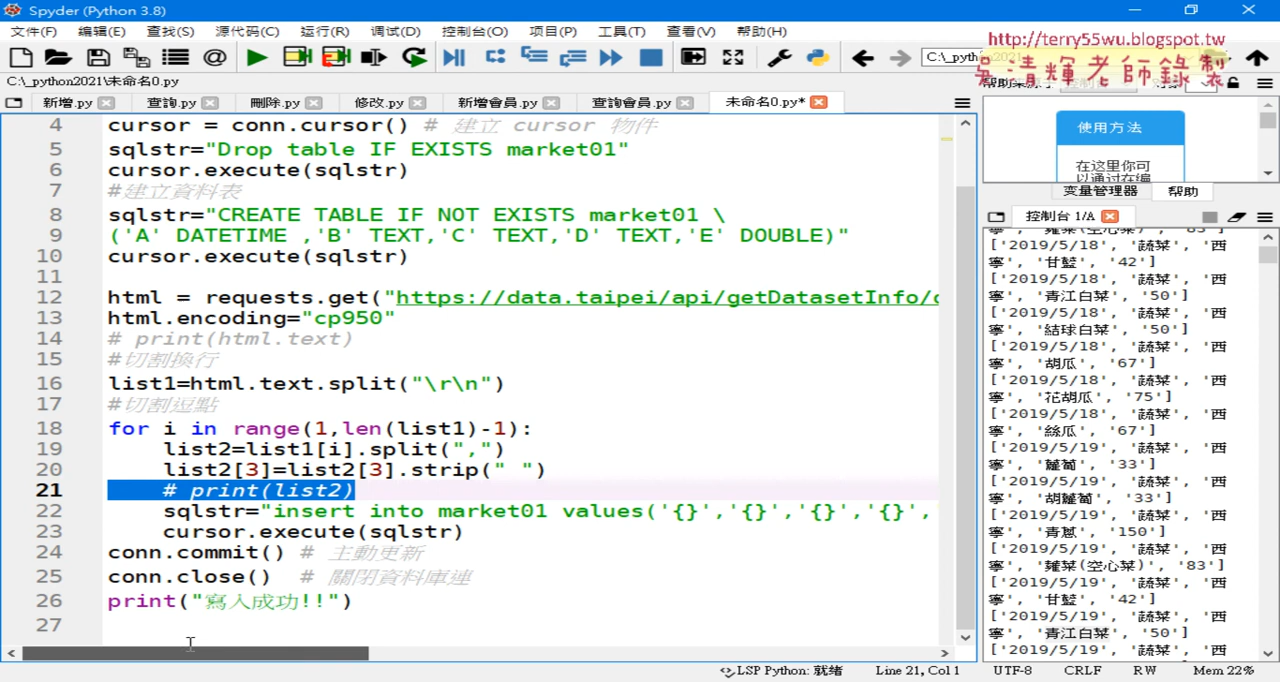 Spyder (Python 3.8)
文件(F) 编辑(E) 查找(S) 源代码(C) 运行(R) 调试(D) 控制台(O) 项目(P) 工具(T) 查看(V) 帮助(H)
http://terry55wu.blogspot.tw
吳清輝老師錄製
C:\_python2021\未命名0.py
新增.py 查詢.py 刪除.py 修改.py 新增會員.py 查詢會員.py 未命名0.py*
4 cursor = conn.cursor() # 建立 cursor 物件
5 sqlstr="Drop table IF EXISTS market01"
6 cursor.execute(sqlstr)
7 #建立資料表
8 sqlstr="CREATE TABLE IF NOT EXISTS market01 \
9 ('A' DATETIME ,'B' TEXT,'C' TEXT,'D' TEXT,'E' DOUBLE)"
10 cursor.execute(sqlstr)
11
12 html = requests.get("https://data.taipei/api/getDatasetInfo/
13 html.encoding="cp950"
14 # print(html.text)
15 #切割換行
16 list1=html.text.split("\r\n")
17 #切割逗點
18 for i in range(1,len(list1)-1):
19 list2=list1[i].split(",")
20 list2[3]=list2[3].strip(" ")
21 # print(list2)
22 sqlstr="insert into market01 values('{}','{}','{}','{}',
23 cursor.execute(sqlstr)
24 conn.commit() # 主動更新
25 conn.close() # 關閉資料庫連
26 print("寫入成功!!")
27
使用方法
在这里你可
以通过在编
变量管理器 帮助
控制台 1/A
['2019/5/18', '蔬菜', '西
寧', '甘藍', '42']
['2019/5/18', '蔬菜', '西
寧', '青江白菜', '50']
['2019/5/18', '蔬菜', '西
寧', '結球白菜', '50']
['2019/5/18', '蔬菜', '西
寧', '胡瓜', '67']
['2019/5/18', '蔬菜', '西
寧', '花胡瓜', '75']
['2019/5/18', '蔬菜', '西
寧', '絲瓜', '67']
['2019/5/19', '蔬菜', '西
寧', '蘿蔔', '33']
['2019/5/19', '蔬菜', '西
寧', '胡蘿蔔', '33']
['2019/5/19', '蔬菜', '西
寧', '青蔥', '150']
['2019/5/19', '蔬菜', '西
寧', '蕹菜(空心菜)', '83']
['2019/5/19', '蔬菜', '西
寧', '甘藍', '42']
['2019/5/19', '蔬菜', '西
寧', '青江白菜', '50']
['2019/5/19', '蔬菜', '西
LSP Python: 就绪 Line 21, Col 1 UTF-8 CRLF RW Mem 22%